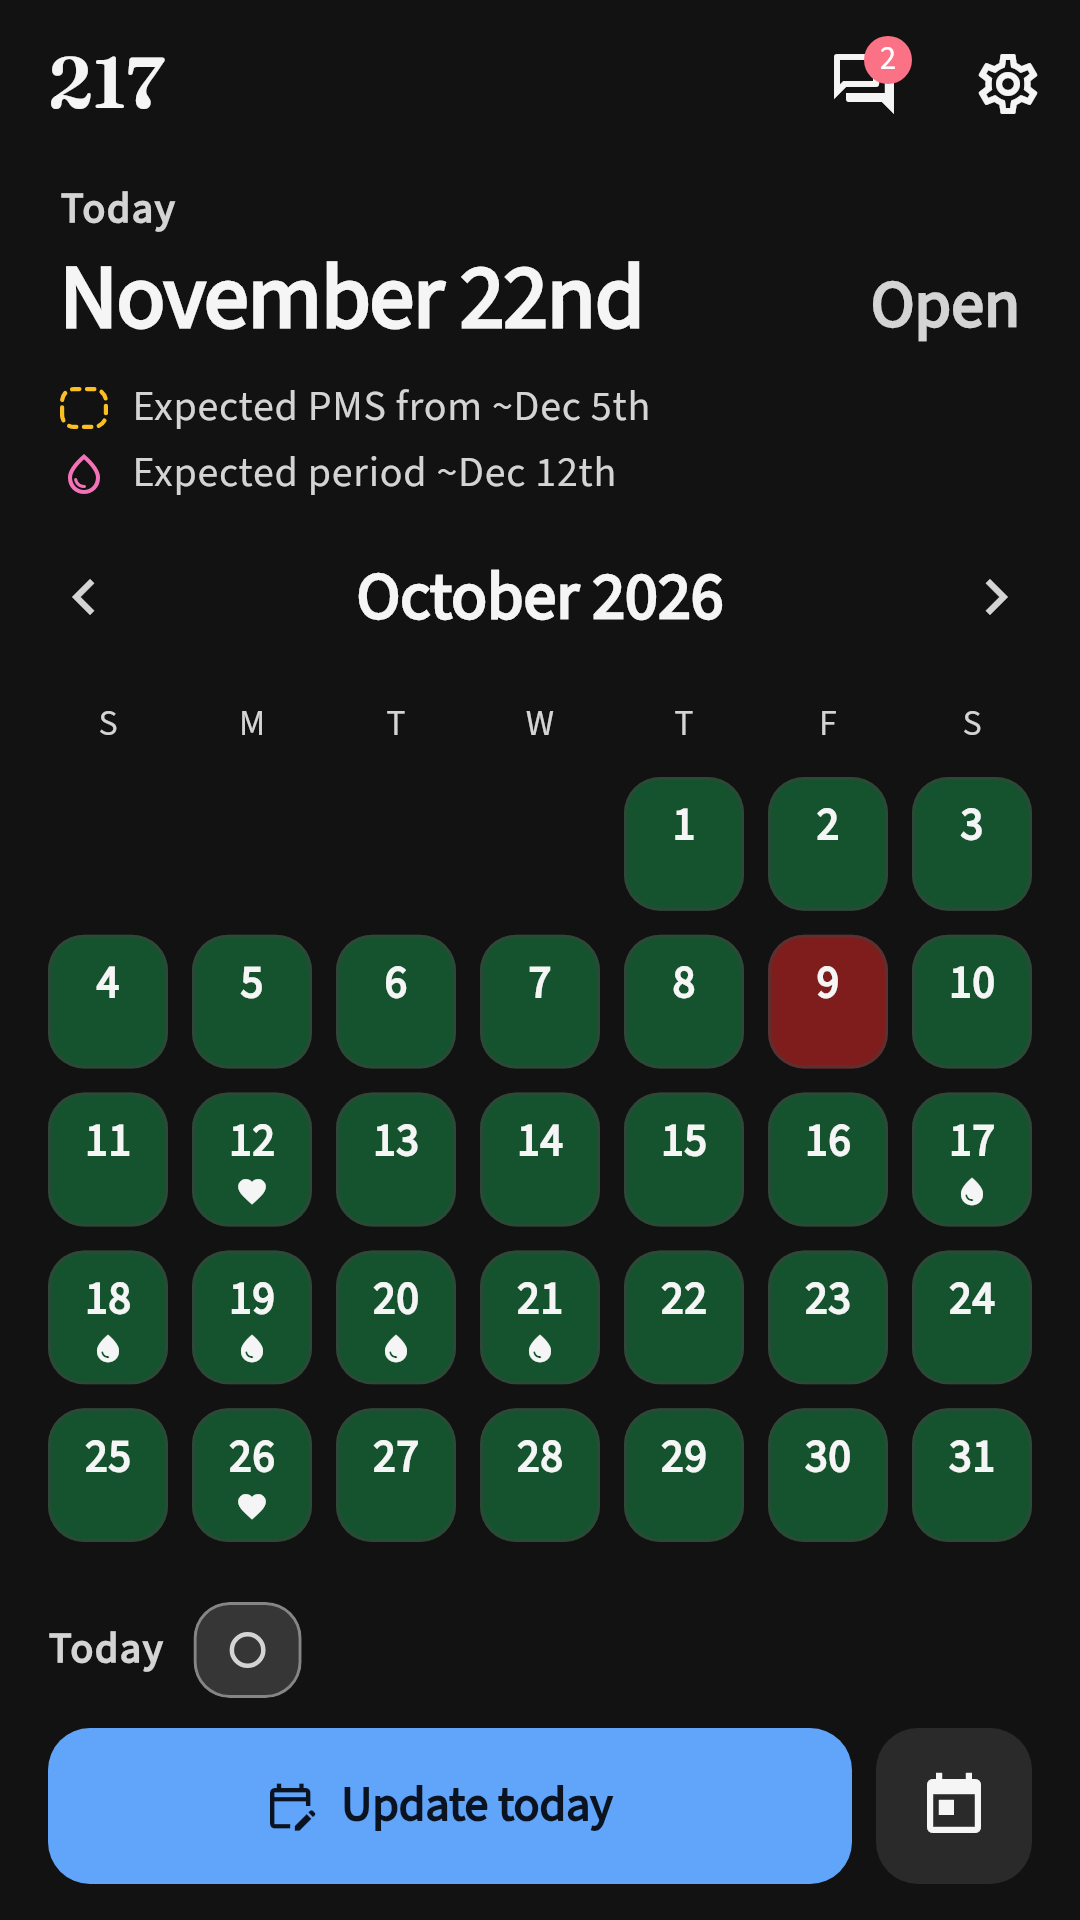 217
2
Today
November 22nd
Open
Expected PMS from ~Dec 5th
Expected period ~Dec 12th
October 2026
S M T W T F S
1 2 3
4 5 6 7 8 9 10
11 12 13 14 15 16 17
18 19 20 21 22 23 24
25 26 27 28 29 30 31
Today
Update today